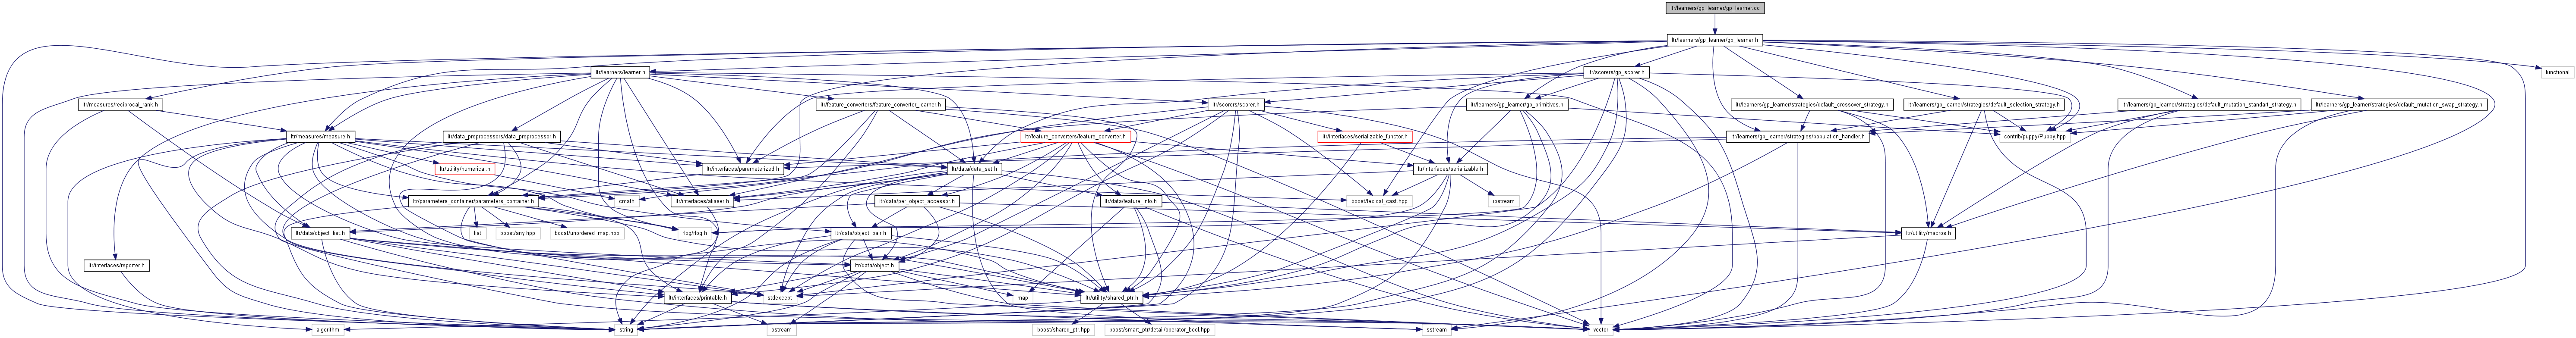 ltr/learners/gp_learner/gp_learner.cc
ltr/learners/gp_learner/gp_learner.h
ltr/learners/learner.h
ltr/scorers/gp_scorer.h
functional
ltr/measures/reciprocal_rank.h
ltr/feature_converters/feature_converter_learner.h
ltr/scorers/scorer.h
ltr/learners/gp_learner/gp_primitives.h
ltr/learners/gp_learner/strategies/default_crossover_strategy.h
ltr/learners/gp_learner/strategies/default_selection_strategy.h
ltr/learners/gp_learner/strategies/default_mutation_standart_strategy.h
ltr/learners/gp_learner/strategies/default_mutation_swap_strategy.h
ltr/measures/measure.h
ltr/data_preprocessors/data_preprocessor.h
ltr/feature_converters/feature_converter.h
ltr/interfaces/serializable_functor.h
ltr/learners/gp_learner/strategies/population_handler.h
contrib/puppy/Puppy.hpp
ltr/utility/numerical.h
ltr/interfaces/parameterized.h
ltr/data/data_set.h
ltr/interfaces/serializable.h
ltr/parameters_container/parameters_container.h
cmath
ltr/interfaces/aliaser.h
ltr/data/per_object_accessor.h
ltr/data/feature_info.h
boost/lexical_cast.hpp
iostream
ltr/data/object_list.h
list
boost/any.hpp
boost/unordered_map.hpp
rlog/rlog.h
ltr/data/object_pair.h
ltr/utility/macros.h
ltr/interfaces/reporter.h
ltr/data/object.h
ltr/interfaces/printable.h
stdexcept
map
ltr/utility/shared_ptr.h
algorithm
string
ostream
boost/shared_ptr.hpp
boost/smart_ptr/detail/operator_bool.hpp
sstream
vector